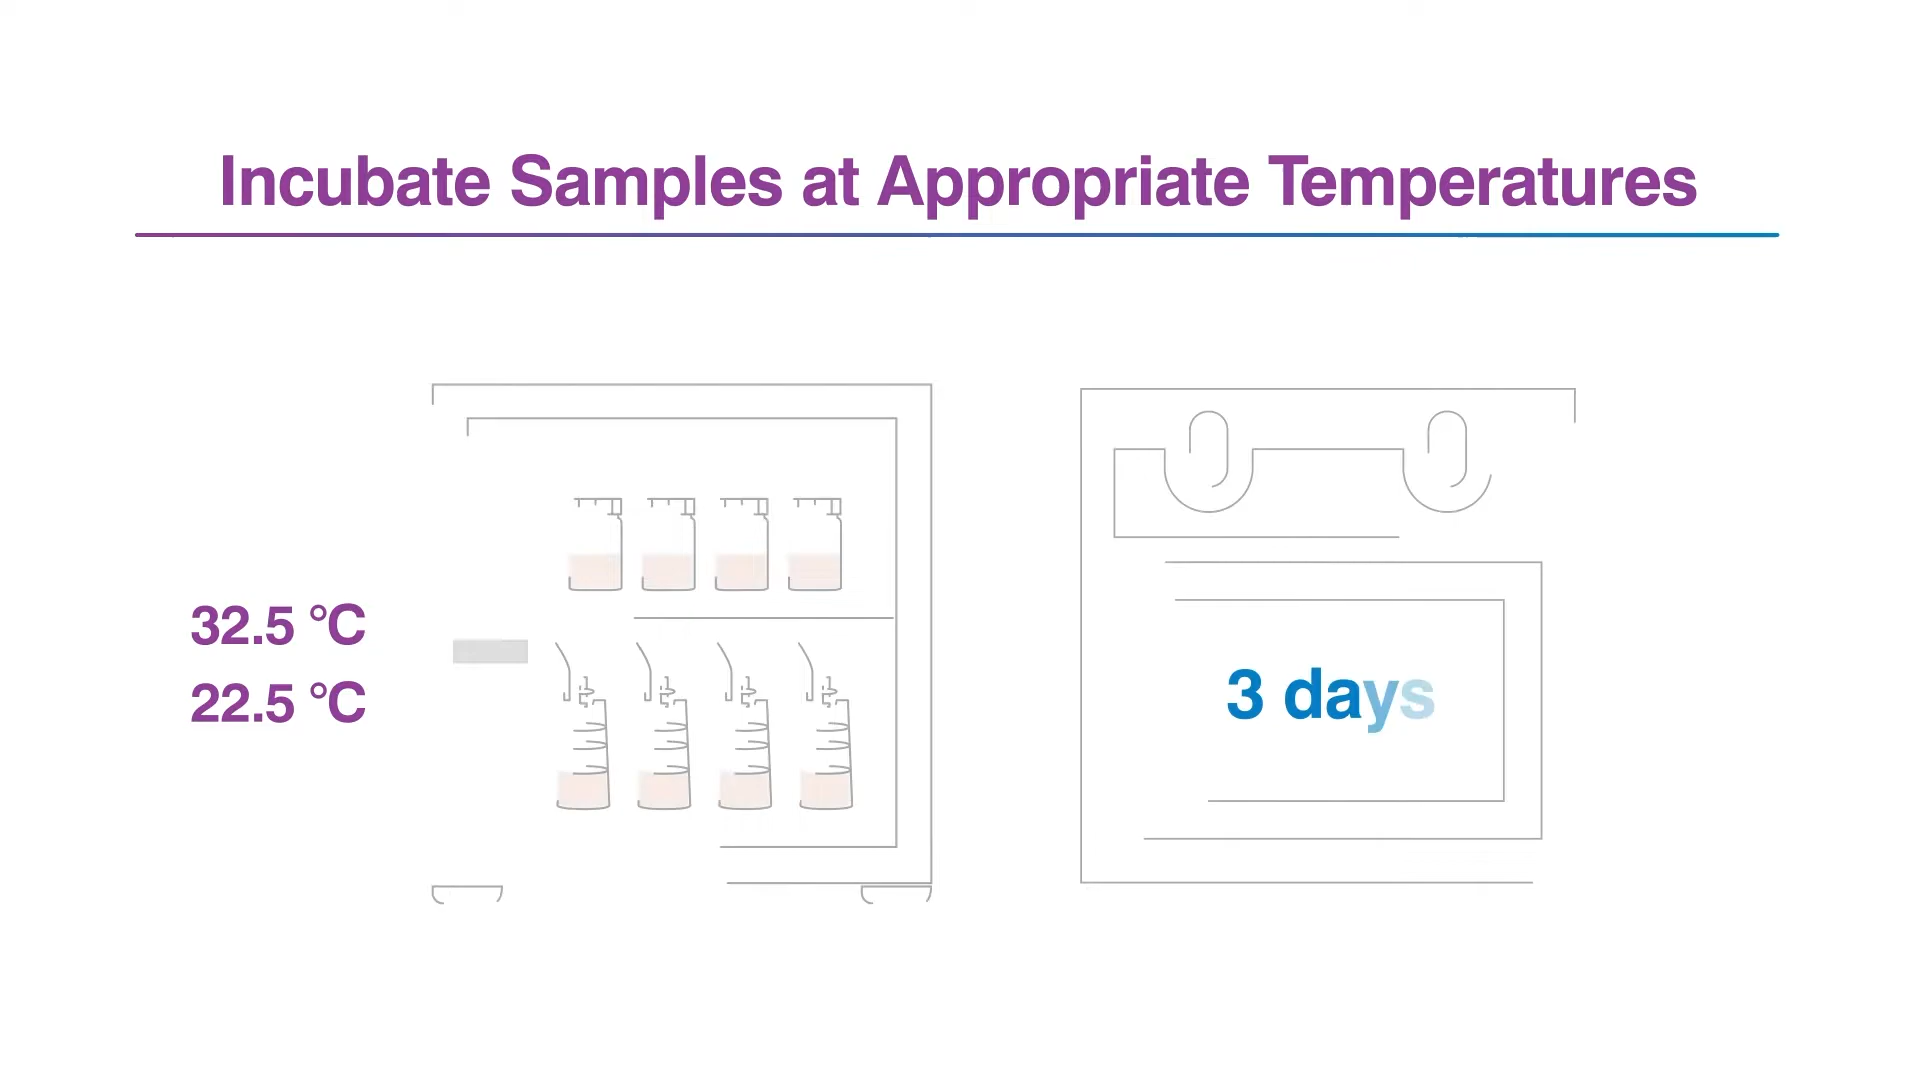 Incubate Samples at Appropriate Temperatures
32.5 °C
22.5 °C
3 days